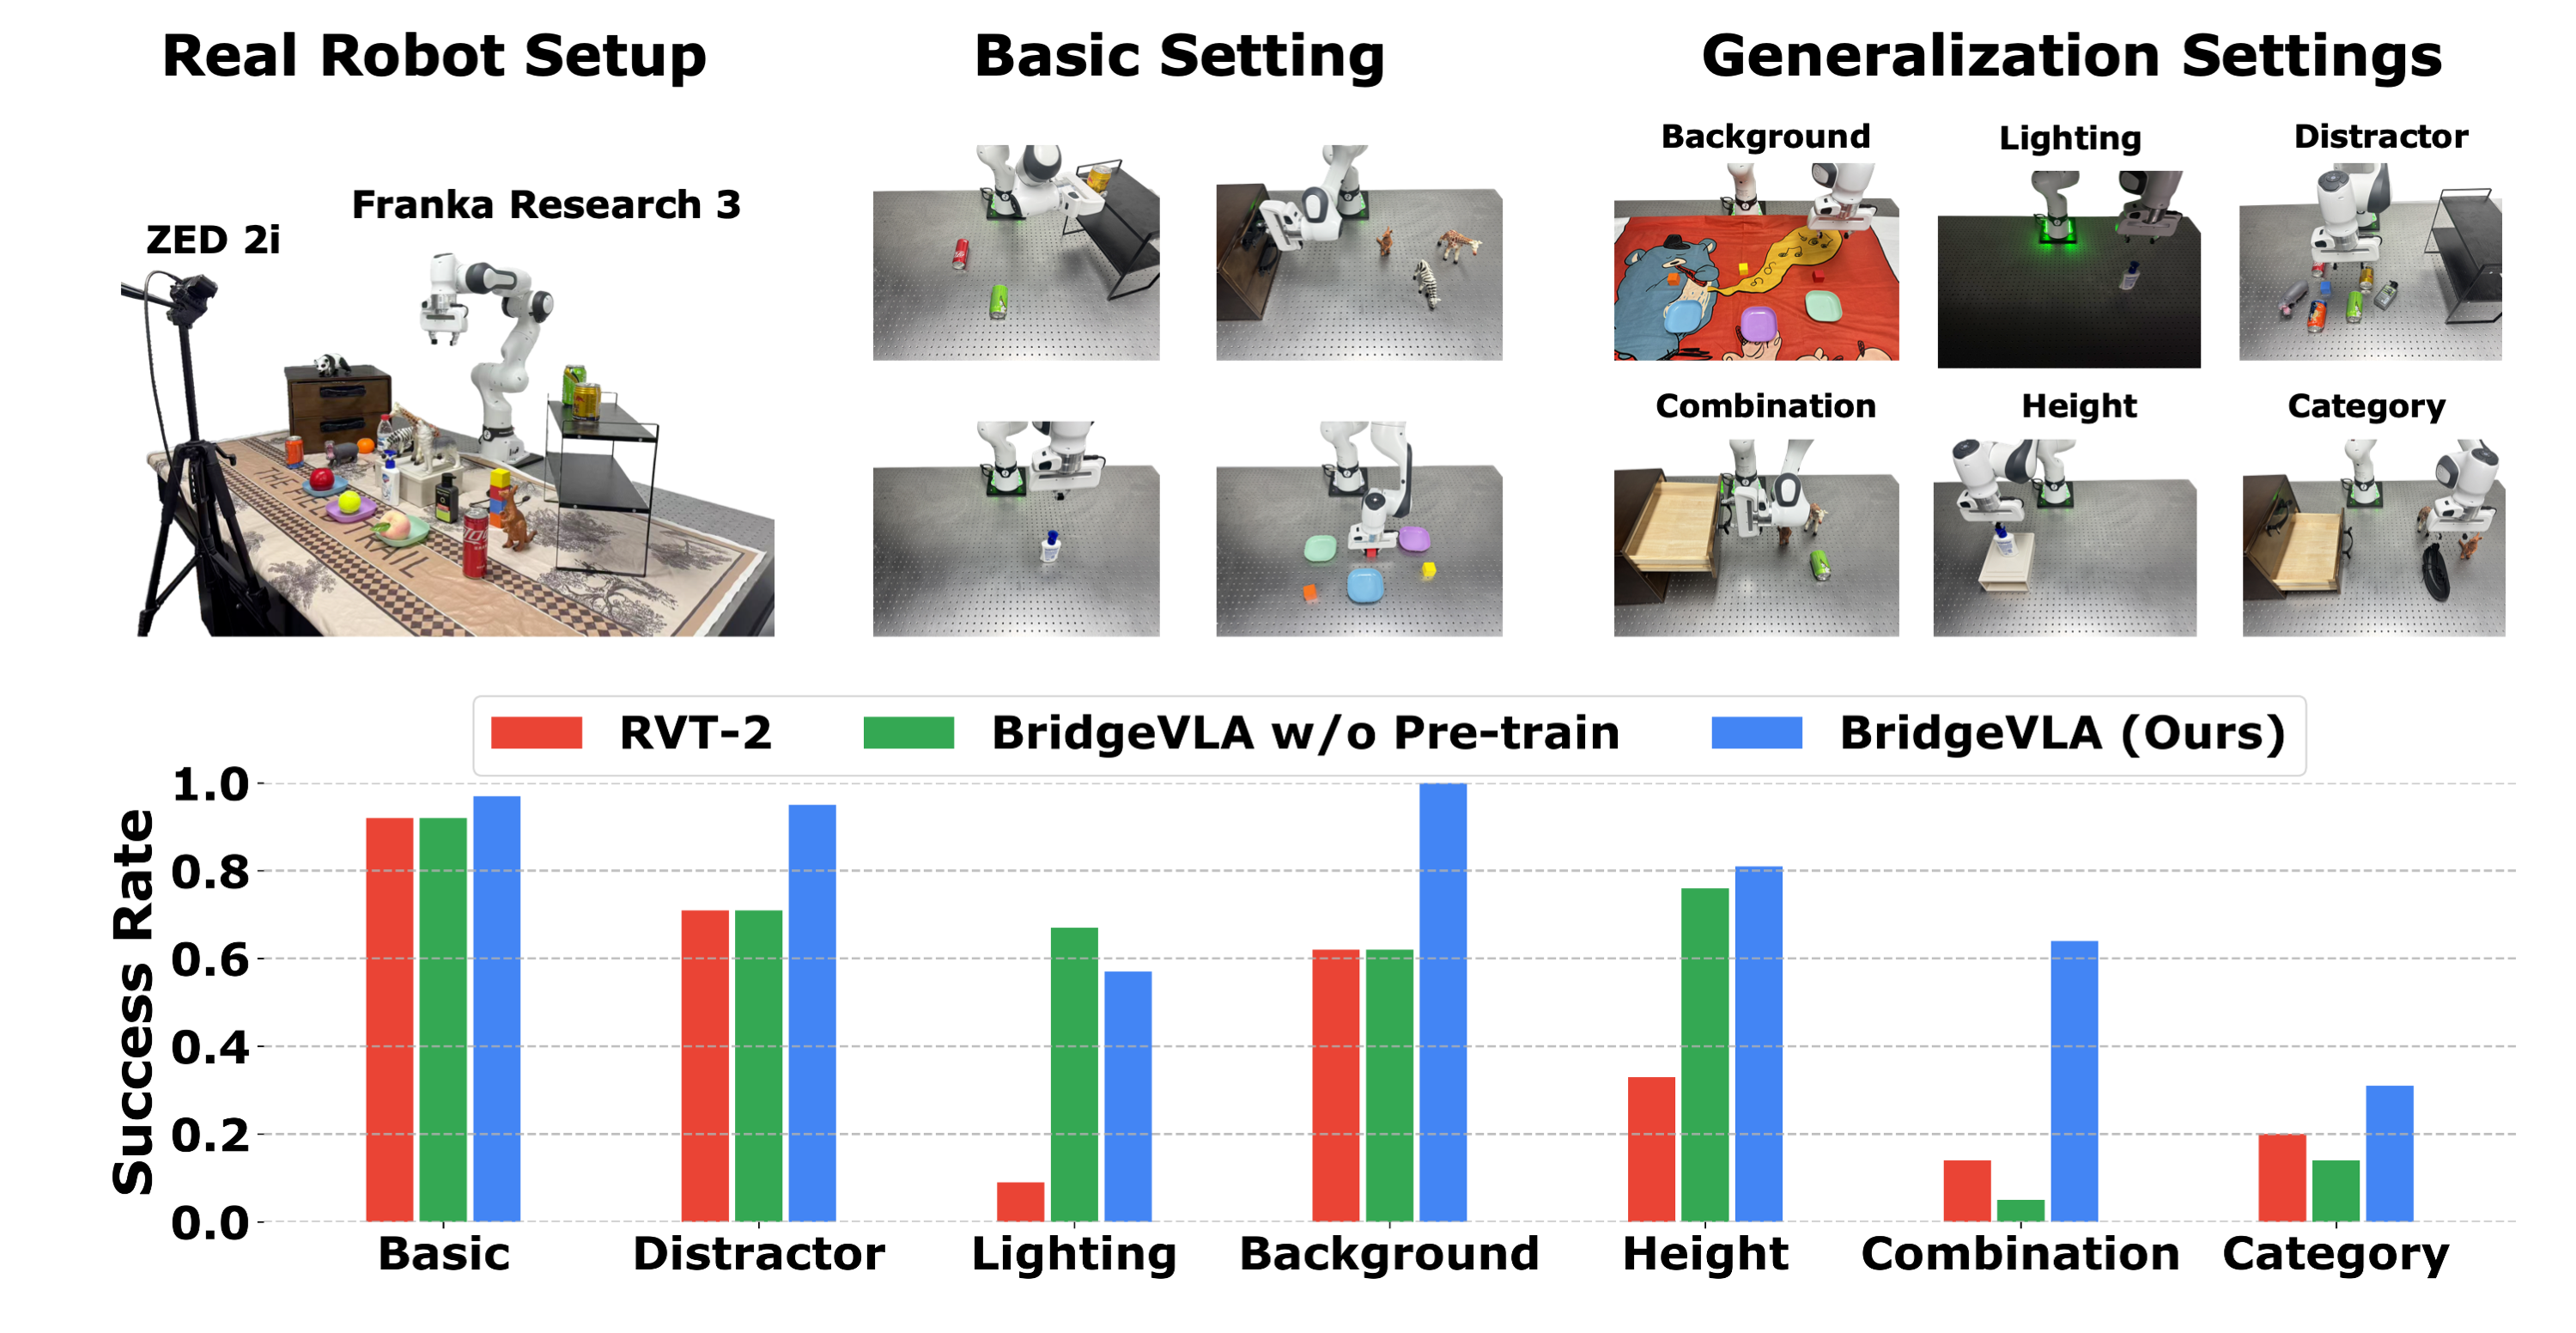 Real Robot Setup
Basic Setting
Generalization Settings
ZED 2i
Franka Research 3
Background
Lighting
Distractor
Combination
Height
Category
RVT-2
BridgeVLA w/o Pre-train
BridgeVLA (Ours)
Success Rate
1.0
0.8
0.6
0.4
0.2
0.0
Basic
Distractor
Lighting
Background
Height
Combination
Category